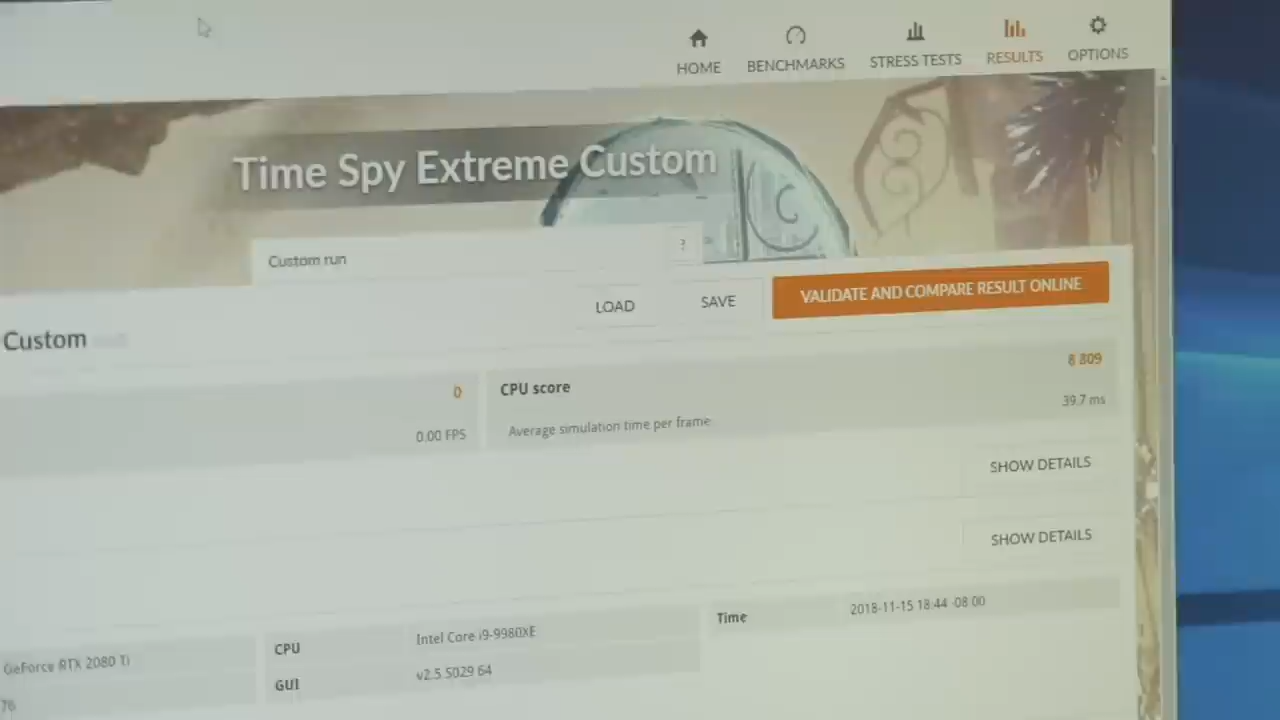 HOME BENCHMARKS STRESS TESTS RESULTS OPTIONS
Time Spy Extreme Custom
Custom run ?
LOAD SAVE VALIDATE AND COMPARE RESULT ONLINE
Custom
0 CPU score 8 809
0.00 FPS Average simulation time per frame 39.7 ms
SHOW DETAILS
SHOW DETAILS
GeForce RTX 2080 Ti CPU Intel Core i9-9980XE Time 2018-11-15 18:44 -08:00
76 GUI v2.5.5029 64